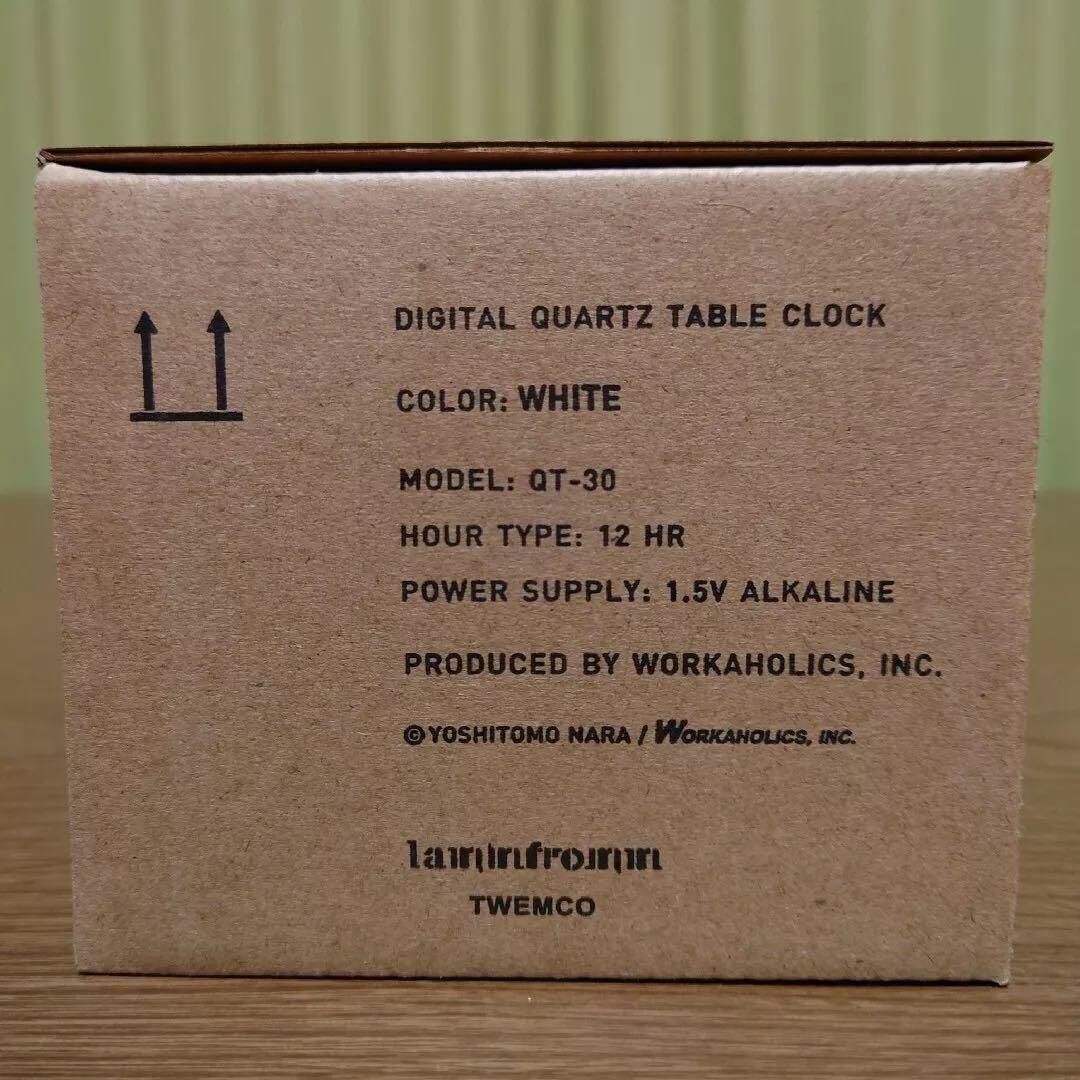 DIGITAL QUARTZ TABLE CLOCK
COLOR: WHITE
MODEL: QT-30
HOUR TYPE: 12 HR
POWER SUPPLY: 1.5V ALKALINE
PRODUCED BY WORKAHOLICS, INC.
©YOSHITOMO NARA / WORKAHOLICS, INC.
lammfromm
TWEMCO